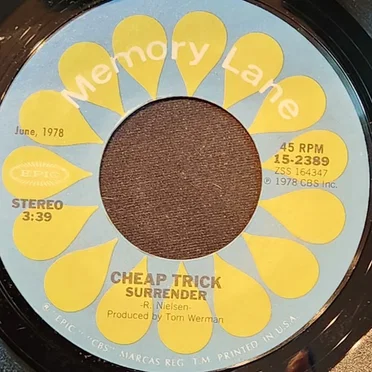 Memory Lane
June, 1978
EPIC
STEREO
3:39
45 RPM
15-2389
ZSS 164347
℗ 1978 CBS Inc.
CHEAP TRICK
SURRENDER
-R. Nielsen-
Produced by Tom Werman
"EPIC" - "CBS" MARCAS REG. T.M. PRINTED IN U.S.A.